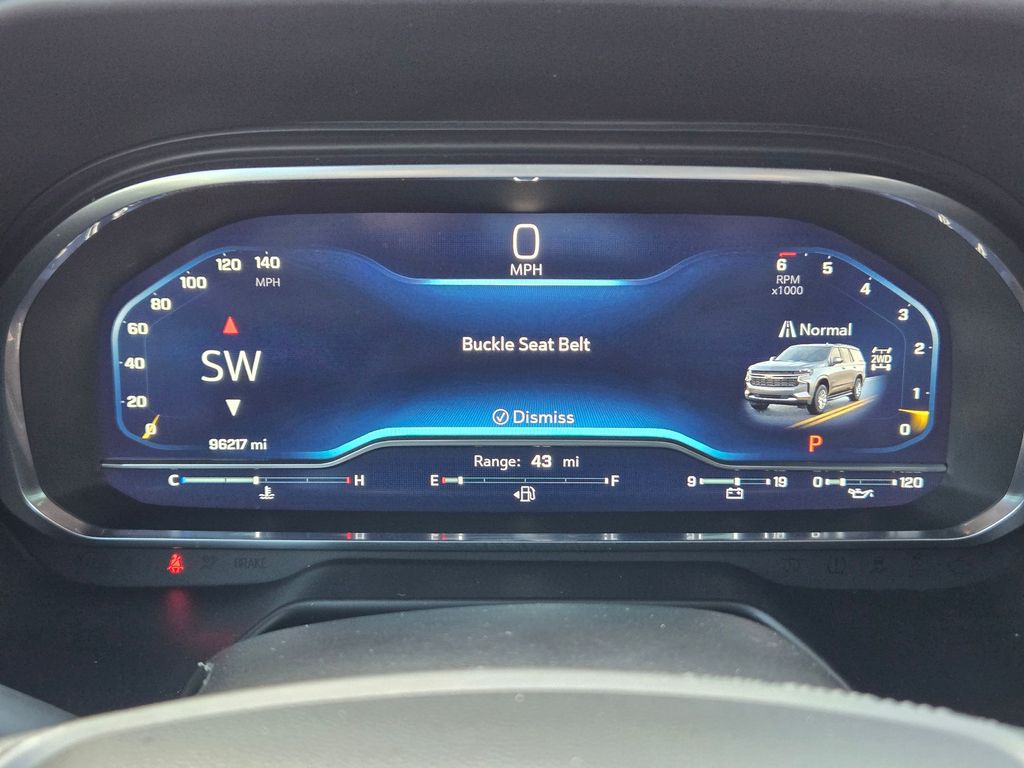 0
MPH
0
20
40
60
80
100
120
140
MPH
SW
96217 mi
Buckle Seat Belt
Dismiss
6
5
4
3
2
1
0
RPM
x1000
Normal
2WD
P
Range: 43 mi
C H
E F
9 19
0 120
BRAKE